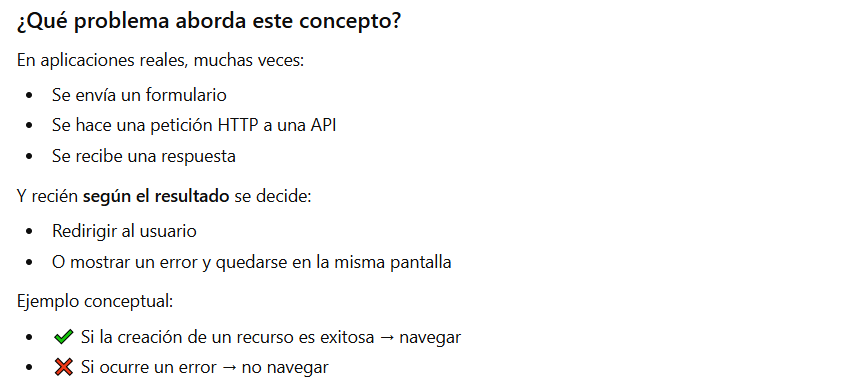 ¿Qué problema aborda este concepto?
En aplicaciones reales, muchas veces:
• Se envía un formulario
• Se hace una petición HTTP a una API
• Se recibe una respuesta
Y recién según el resultado se decide:
• Redirigir al usuario
• O mostrar un error y quedarse en la misma pantalla
Ejemplo conceptual:
• ✔ Si la creación de un recurso es exitosa → navegar
• ❌ Si ocurre un error → no navegar